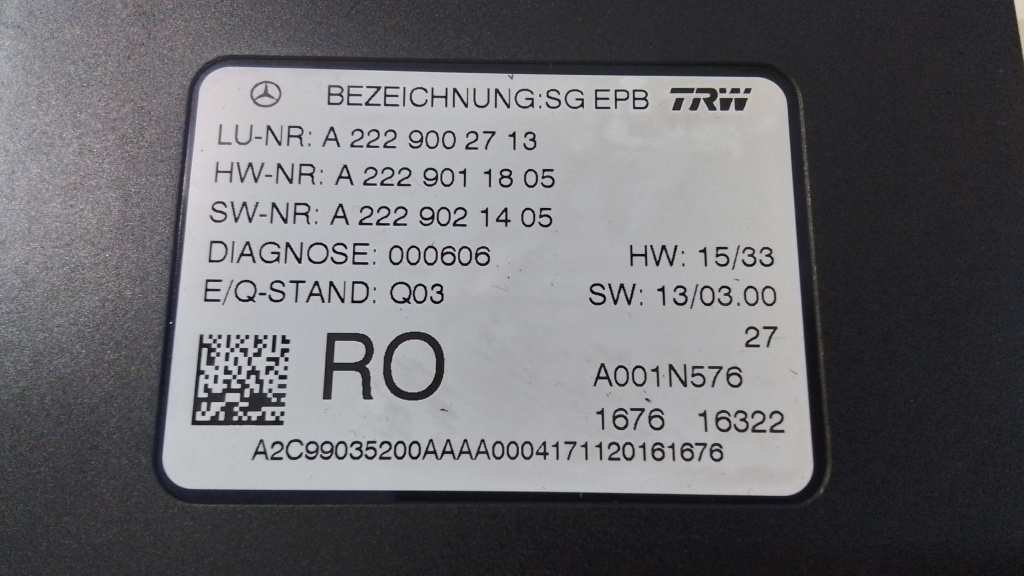 BEZEICHNUNG:SG EPB TRW
LU-NR: A 222 900 27 13
HW-NR: A 222 901 18 05
SW-NR: A 222 902 14 05
DIAGNOSE: 000606 HW: 15/33
E/Q-STAND: Q03 SW: 13/03.00
27
RO A001N576
1676 16322
A2C99035200AAAA0004171120161676